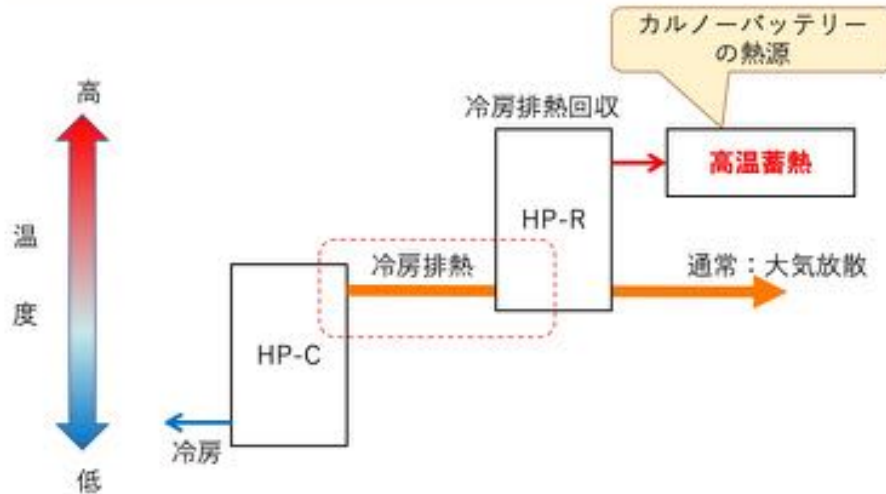 カルノーバッテリー
の熱源
高
冷房排熱回収
高温蓄熱
HP-R
温
度
冷房排熱
通常：大気放散
HP-C
冷房
低